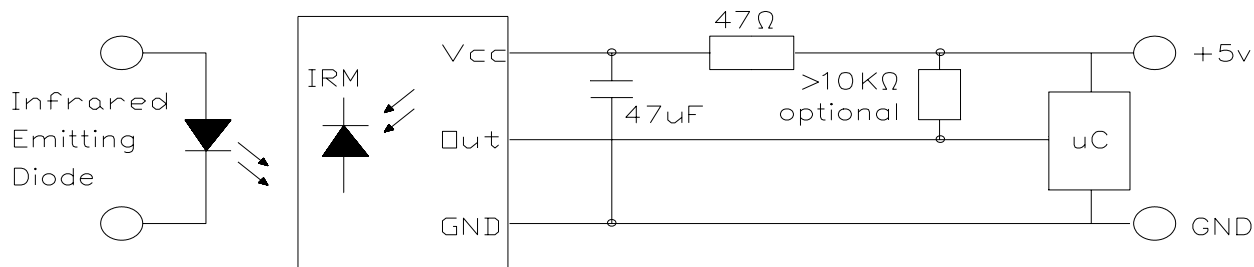 47Ω
Vcc
+5v
IRM
>10KΩ
optional
Infrared
Emitting
Diode
47uF
Out
uC
GND
GND